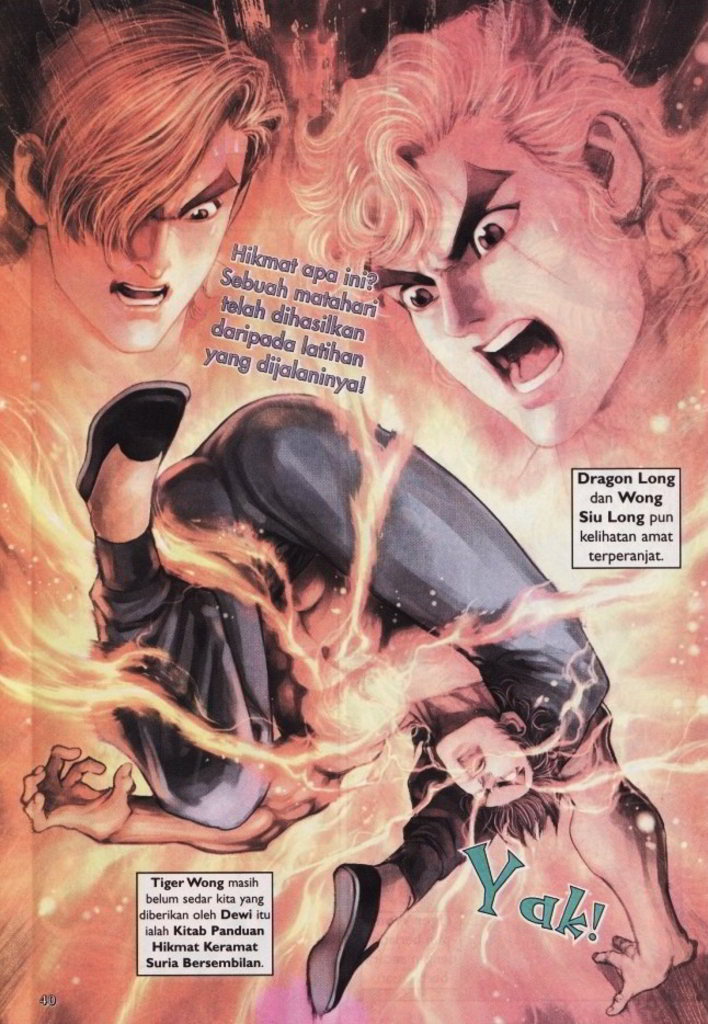 Hikmat apa ini?
Sebuah matahari
telah dihasilkan
daripada latihan
yang dijalaninya!
Dragon Long
dan Wong
Siu Long pun
kelihatan amat
terperanjat.
Yak!
Tiger Wong masih
belum sedar kita yang
diberikan oleh Dewi itu
ialah Kitab Panduan
Hikmat Keramat
Suria Bersembilan.
40